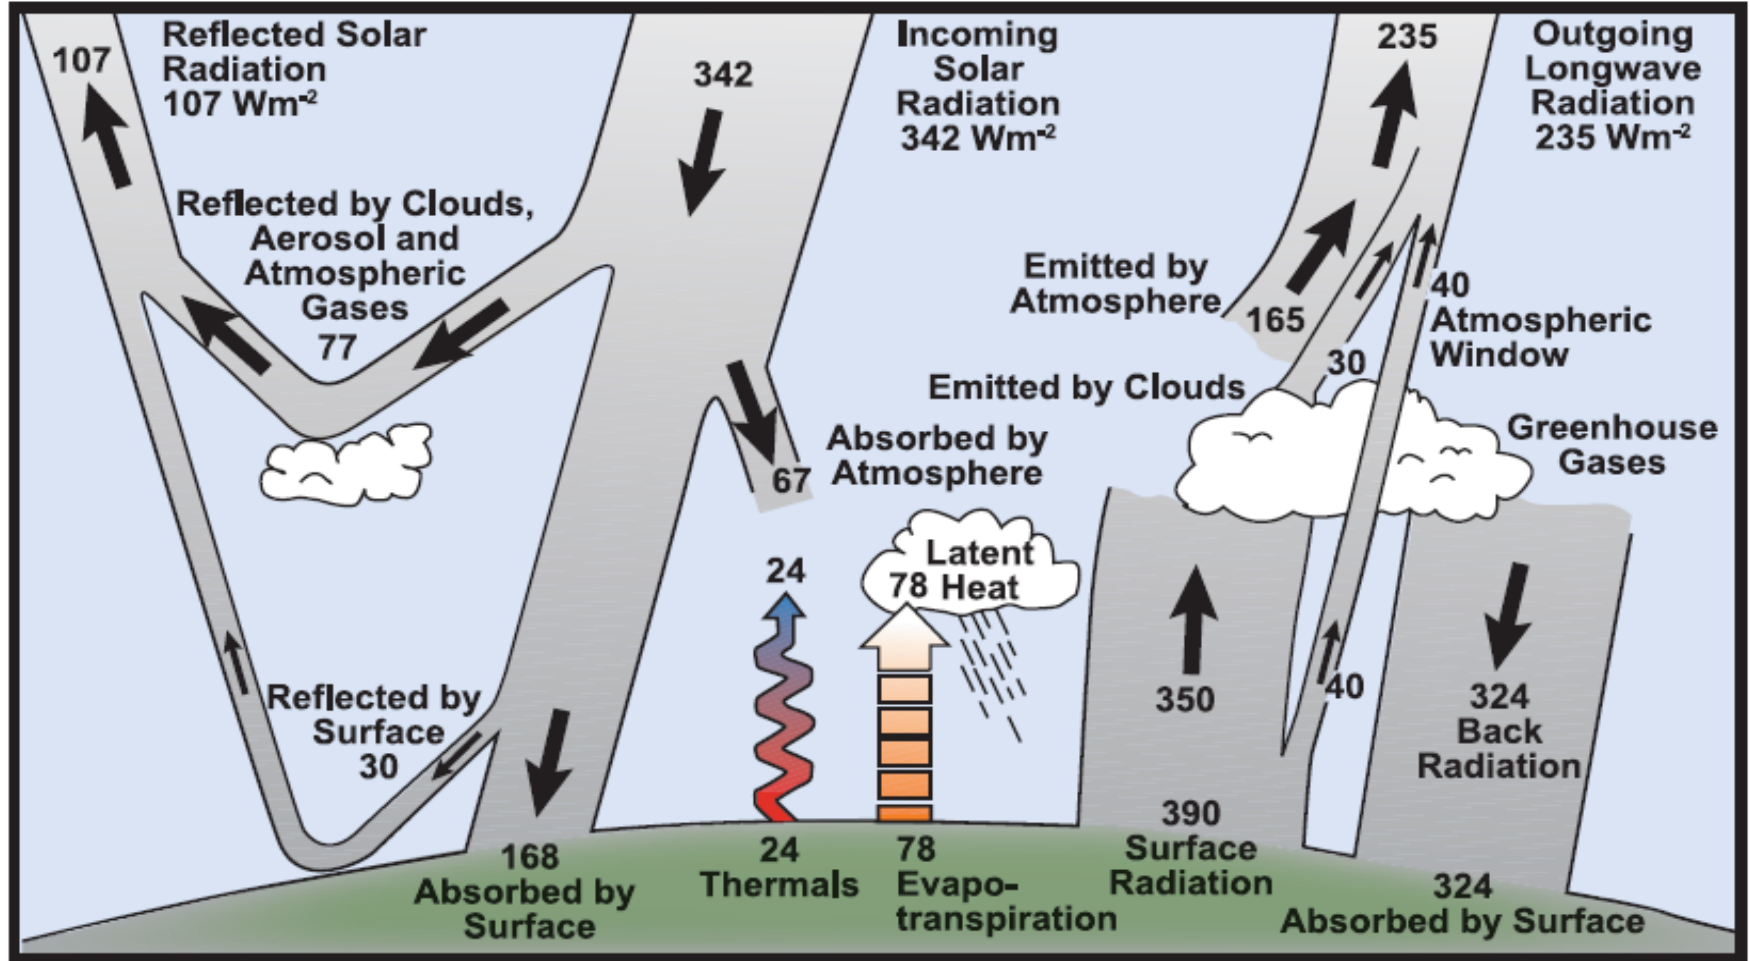 107
Reflected Solar
Radiation
107 Wm-2
342
Incoming
Solar
Radiation
342 Wm-2
235
Outgoing
Longwave
Radiation
235 Wm-2
Reflected by Clouds,
Aerosol and
Atmospheric
Gases
77
Emitted by
Atmosphere
165
40
Atmospheric
Window
30
Emitted by Clouds
Absorbed by
Atmosphere
67
Greenhouse
Gases
24
Latent
78 Heat
Reflected by
Surface
30
350
40
324
Back
Radiation
168
Absorbed by
Surface
24
Thermals
78
Evapo-
transpiration
390
Surface
Radiation
324
Absorbed by Surface